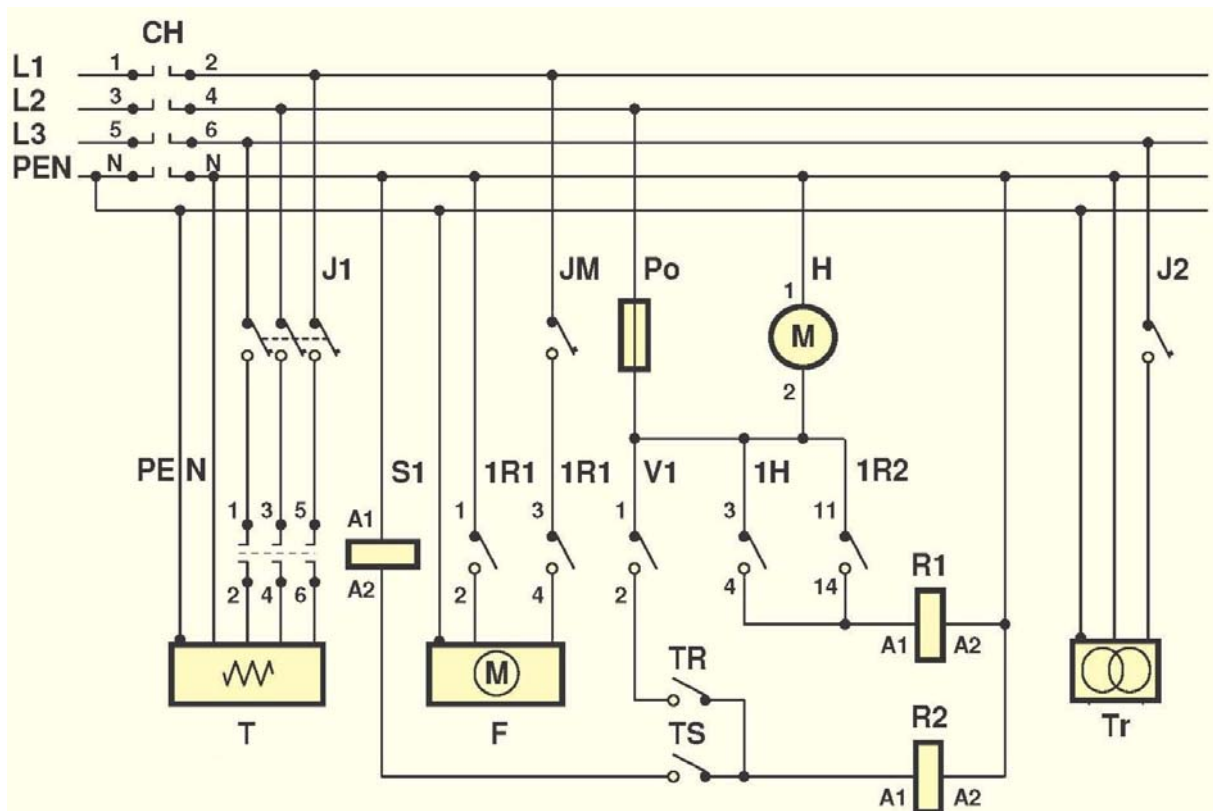 CH
L1 1 2
L2 3 4
L3 5 6
PEN N N
J1 JM Po H J2
1
M
2
PE N S1 1R1 1R1 V1 1H 1R2
1 3 5 A1 1 3 1 3 11
2 4 6 A2 2 4 2 4 14 R1
A1 A2
TR
M
T F TS R2 Tr
A1 A2